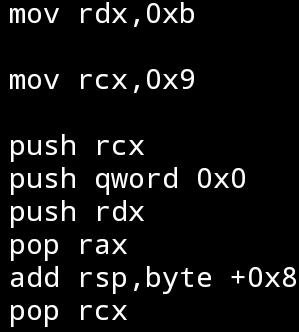 mov rdx,0xb
mov rcx,0x9
push rcx
push qword 0x0
push rdx
pop rax
add rsp,byte +0x8
pop rcx